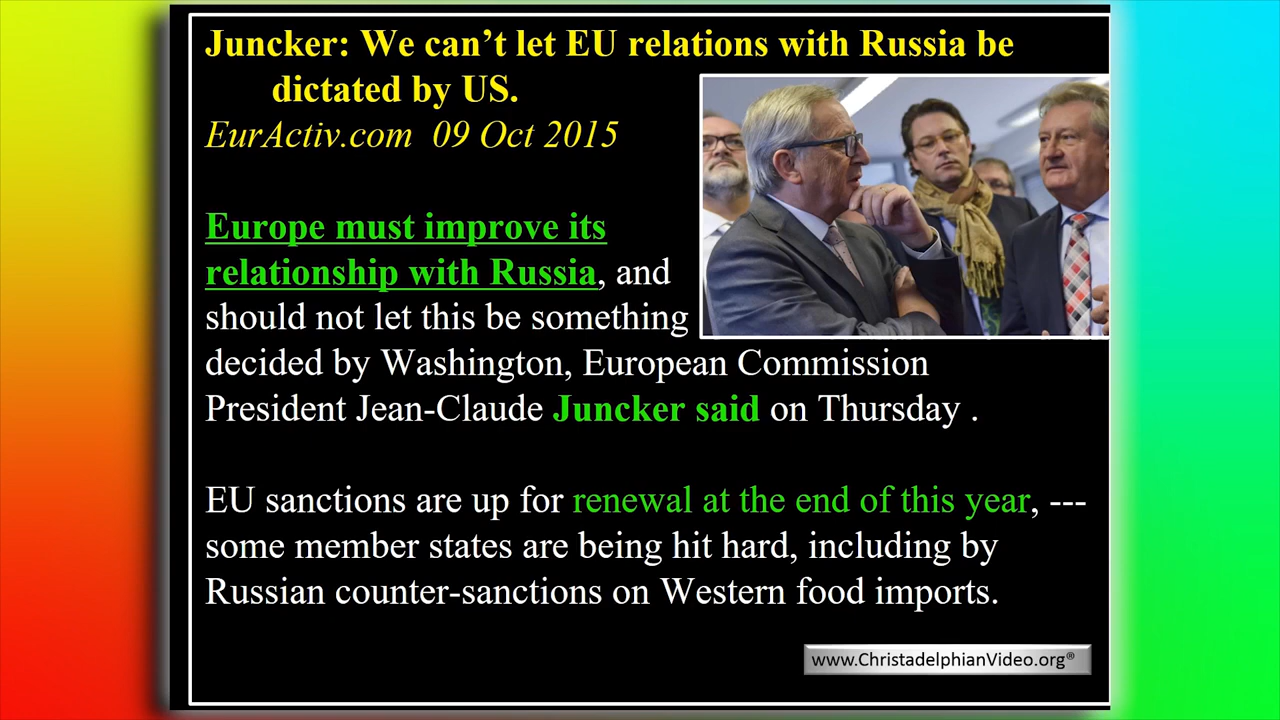 Juncker: We can't let EU relations with Russia be
dictated by US.
EurActiv.com 09 Oct 2015
Europe must improve its
relationship with Russia, and
should not let this be something
decided by Washington, European Commission
President Jean-Claude Juncker said on Thursday .
EU sanctions are up for renewal at the end of this year, ---
some member states are being hit hard, including by
Russian counter-sanctions on Western food imports.
www.ChristadelphianVideo.org®